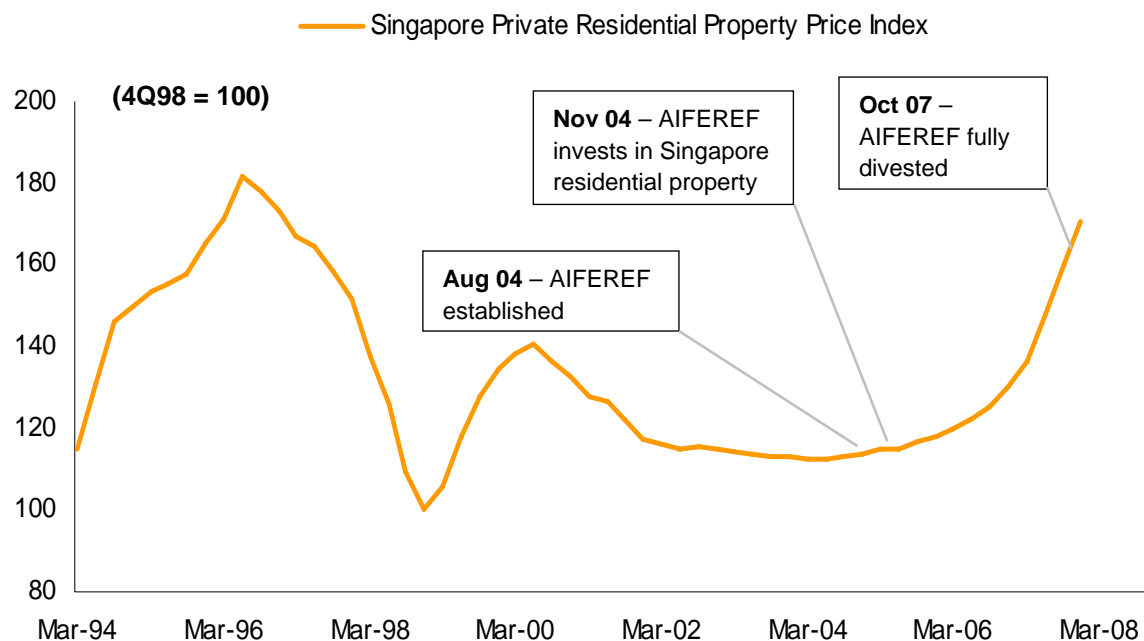 Singapore Private Residential Property Price Index
(4Q98 = 100)
200
180
160
140
120
100
80
Nov 04 – AIFEREF
invests in Singapore
residential property
Oct 07 –
AIFEREF fully
divested
Aug 04 – AIFEREF
established
Mar-94 Mar-96 Mar-98 Mar-00 Mar-02 Mar-04 Mar-06 Mar-08